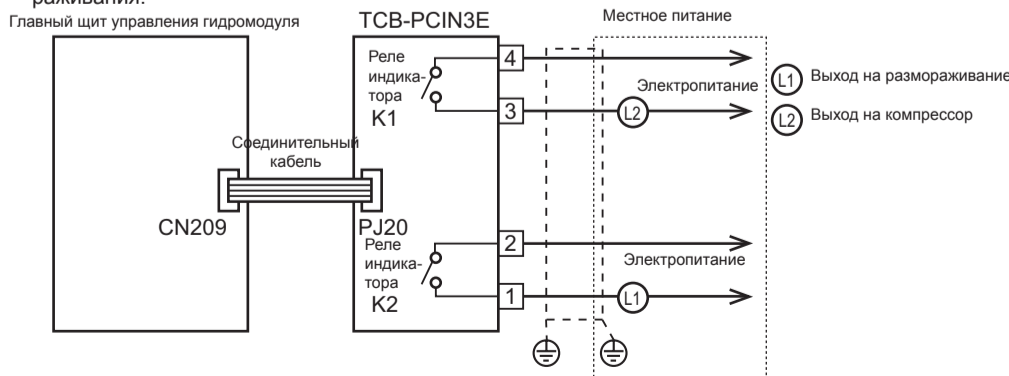 раживания.
Главный щит управления гидромодуля
TCB-PCIN3E
Местное питание
Реле
индика-
тора
K1
4
3
Электропитание
L2
L1 Выход на размораживание
L2 Выход на компрессор
Соединительный
кабель
CN209
PJ20
Реле
индика-
тора
K2
2
1
Электропитание
L1